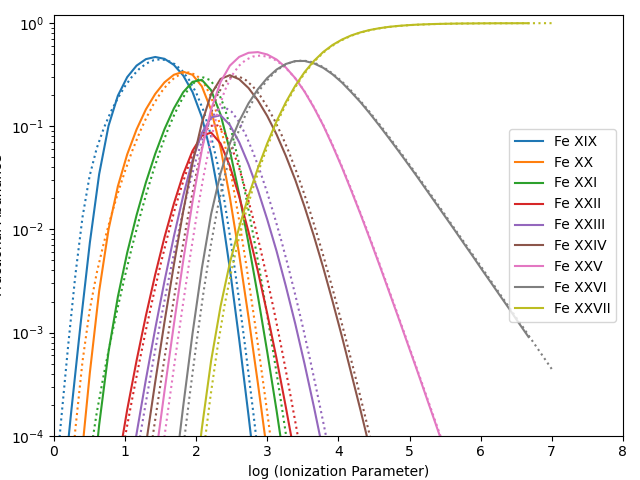 10⁰
10⁻¹
10⁻²
10⁻³
10⁻⁴
0 1 2 3 4 5 6 7 8
log (Ionization Parameter)
Fe XIX
Fe XX
Fe XXI
Fe XXII
Fe XXIII
Fe XXIV
Fe XXV
Fe XXVI
Fe XXVII